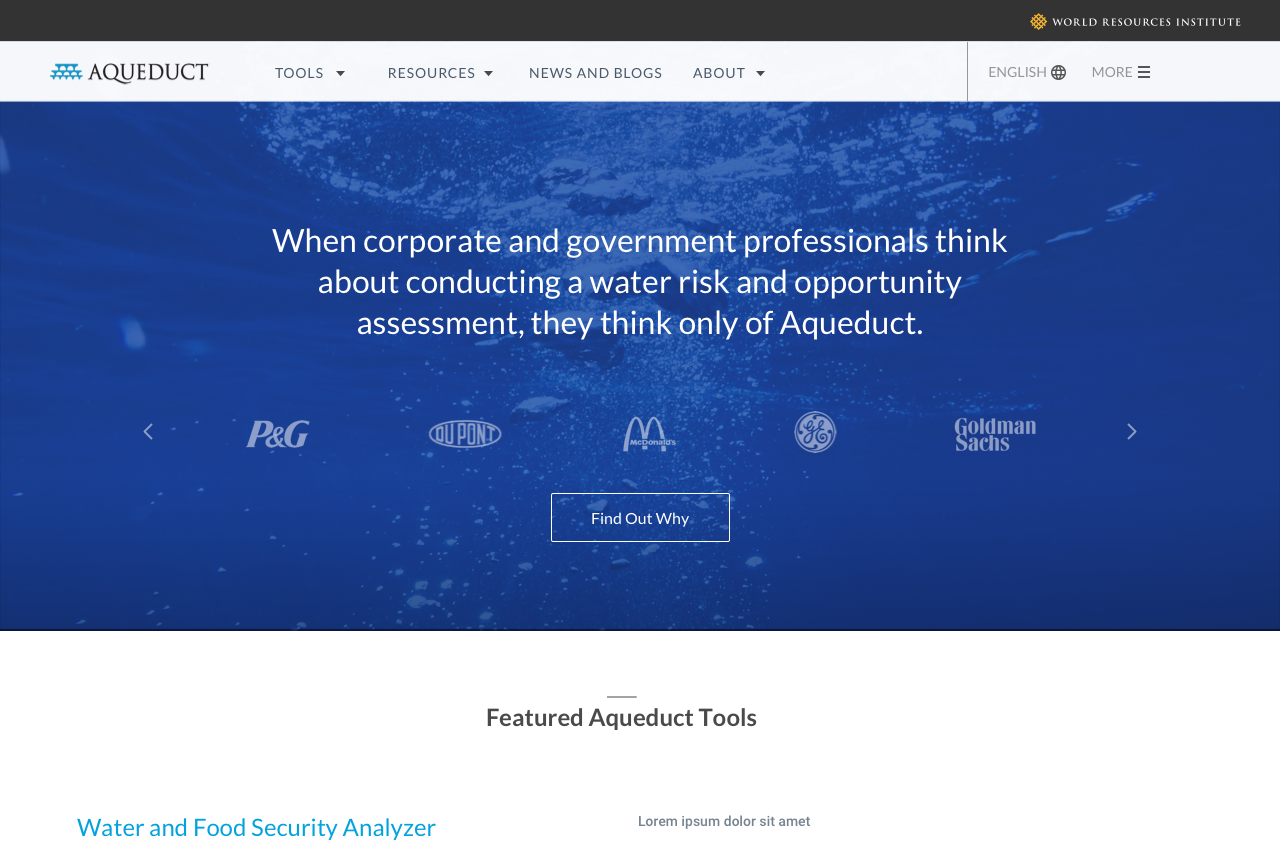 WORLD RESOURCES INSTITUTE
AQUEDUCT
TOOLS
RESOURCES
NEWS AND BLOGS
ABOUT
ENGLISH
MORE
When corporate and government professionals think
about conducting a water risk and opportunity
assessment, they think only of Aqueduct.
P&G
DUPONT
McDonald's
GE
Goldman
Sachs
Find Out Why
Featured Aqueduct Tools
Water and Food Security Analyzer
Lorem ipsum dolor sit amet